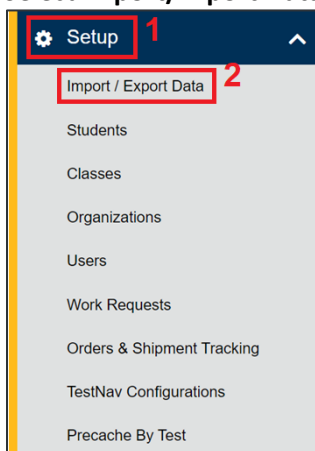 Setup 1
Import / Export Data 2
Students
Classes
Organizations
Users
Work Requests
Orders & Shipment Tracking
TestNav Configurations
Precache By Test